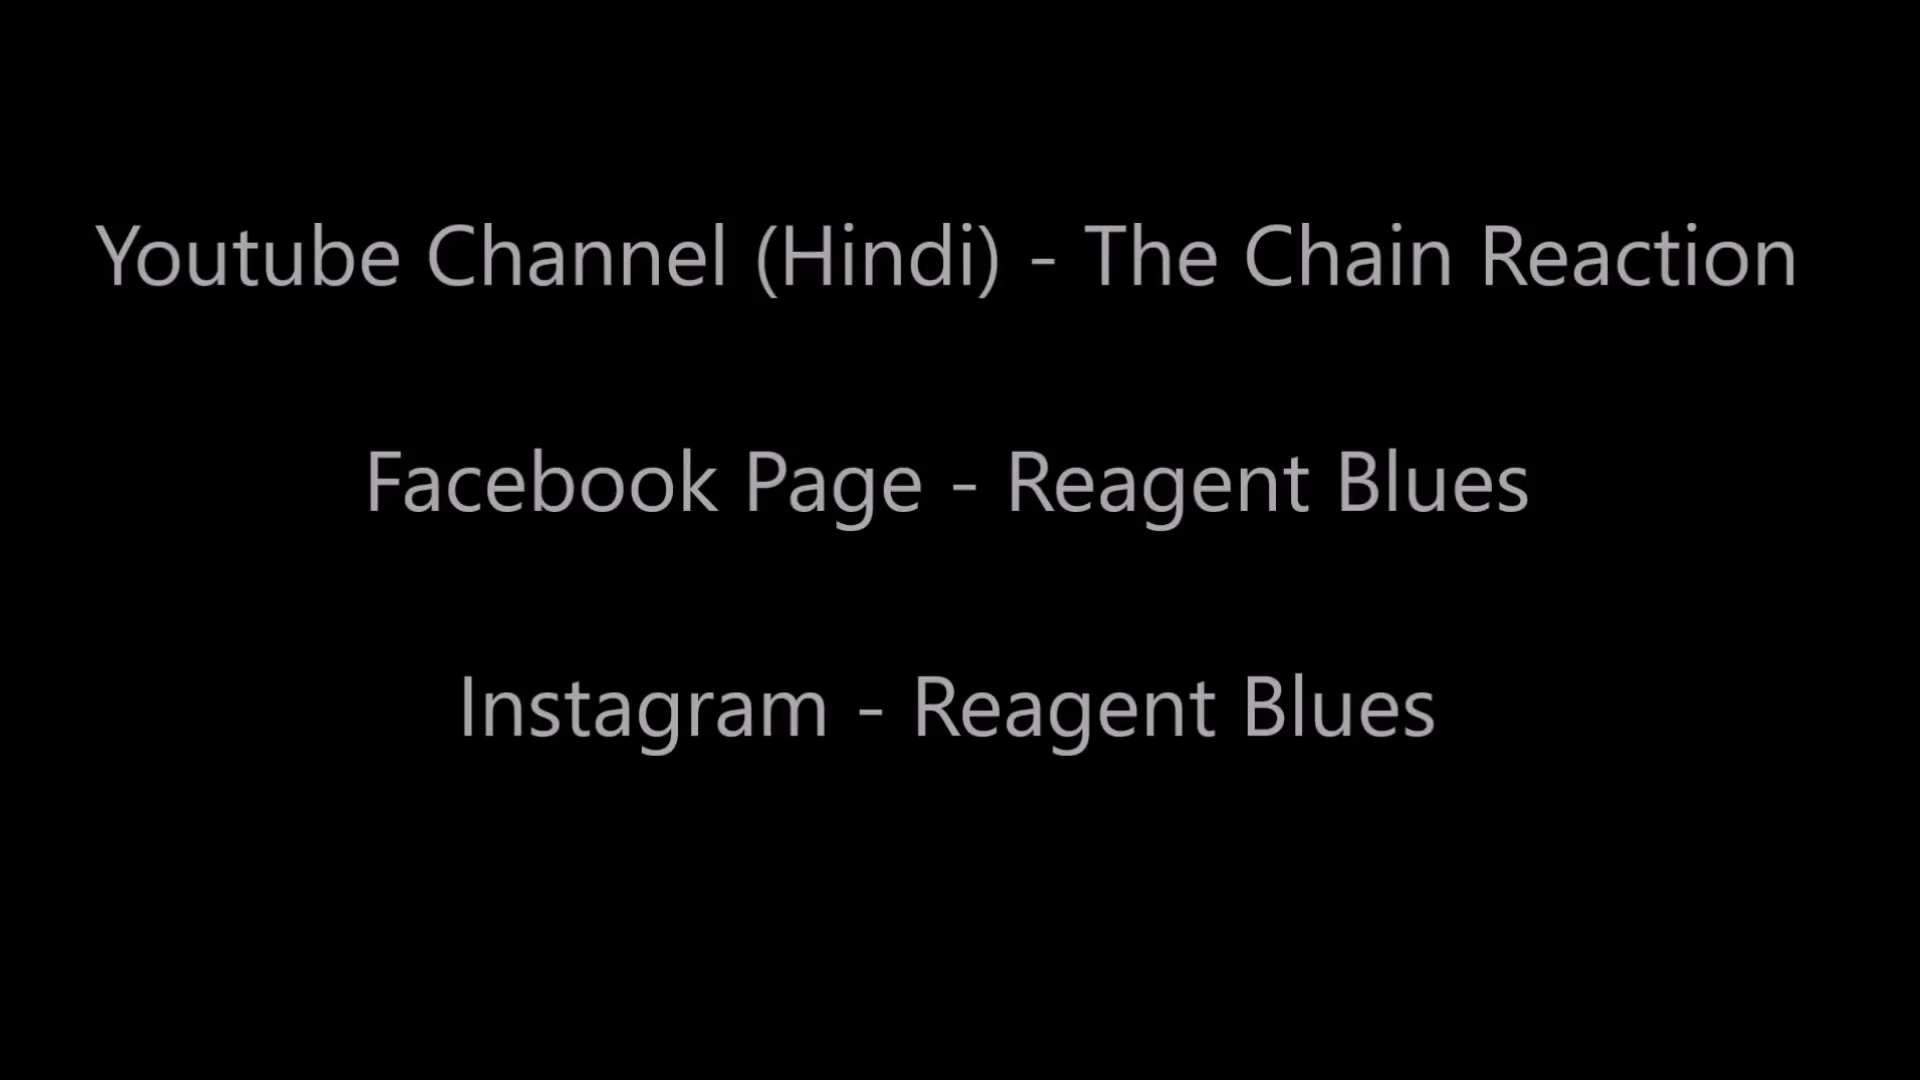 Youtube Channel (Hindi) - The Chain Reaction
Facebook Page - Reagent Blues
Instagram - Reagent Blues